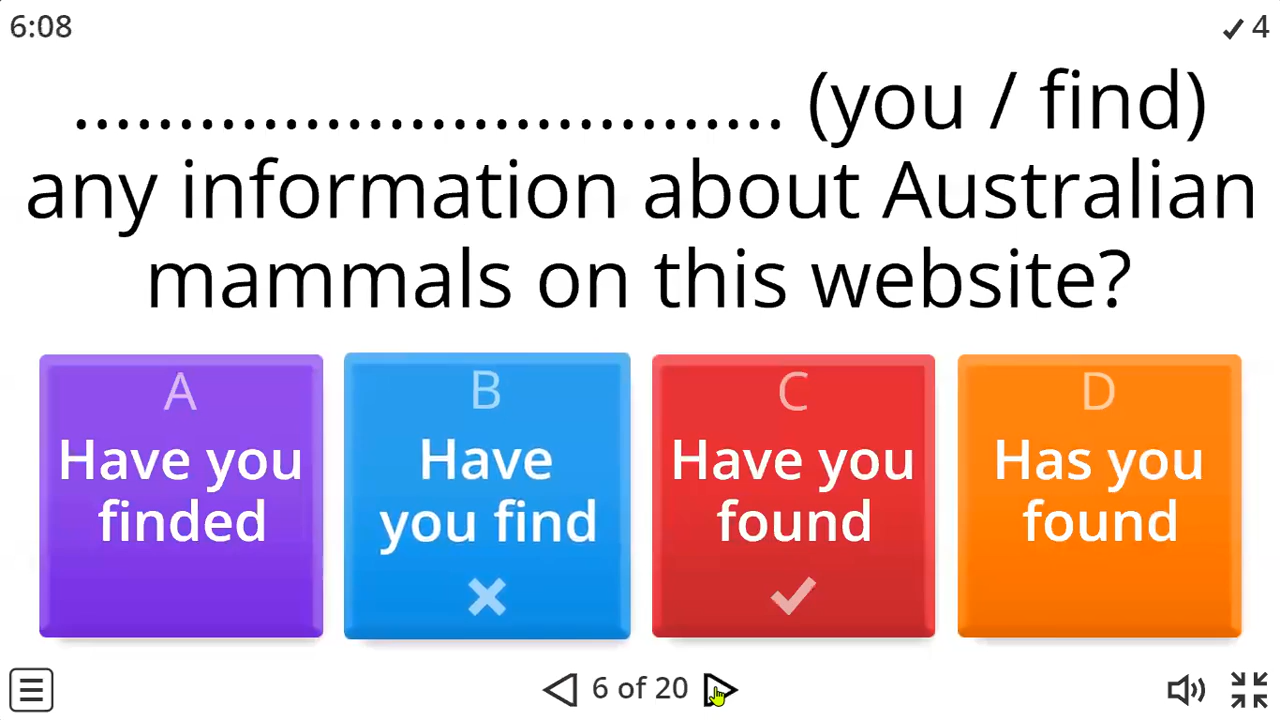 6:08
✓ 4
.................................. (you / find)
any information about Australian
mammals on this website?
A
Have you
finded
B
Have
you find
C
Have you
found
D
Has you
found
6 of 20